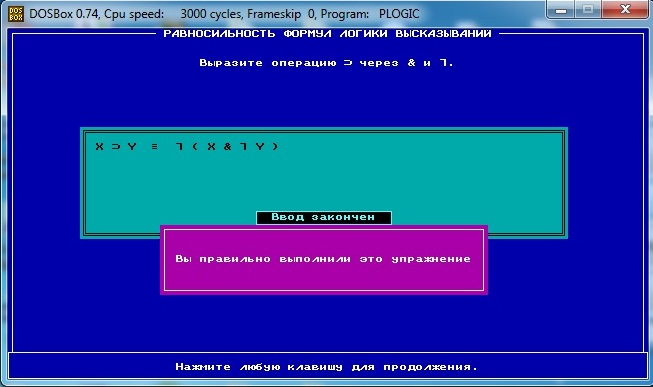 DOSBox 0.74, Cpu speed: 3000 cycles, Frameskip 0, Program: PLOGIC
РАВНОСИЛЬНОСТЬ ФОРМУЛ ЛОГИКИ ВЫСКАЗЫВАНИЙ
Выразите операцию ⊃ через & и ˥.
X ⊃ Y ≡ ˥ ( X & ˥ Y )
Ввод закончен
Вы правильно выполнили это упражнение
Нажмите любую клавишу для продолжения.